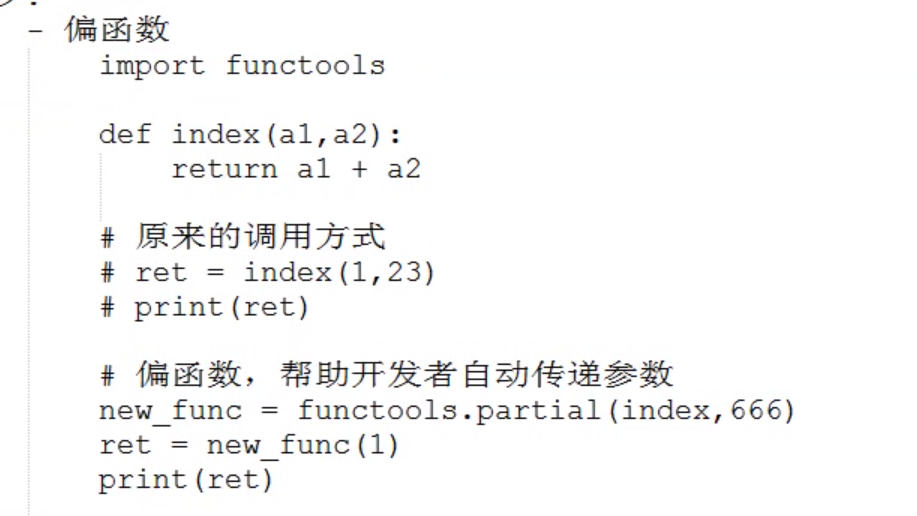 - 偏函数
import functools
def index(a1,a2):
return a1 + a2
# 原来的调用方式
# ret = index(1,23)
# print(ret)
# 偏函数，帮助开发者自动传递参数
new_func = functools.partial(index,666)
ret = new_func(1)
print(ret)